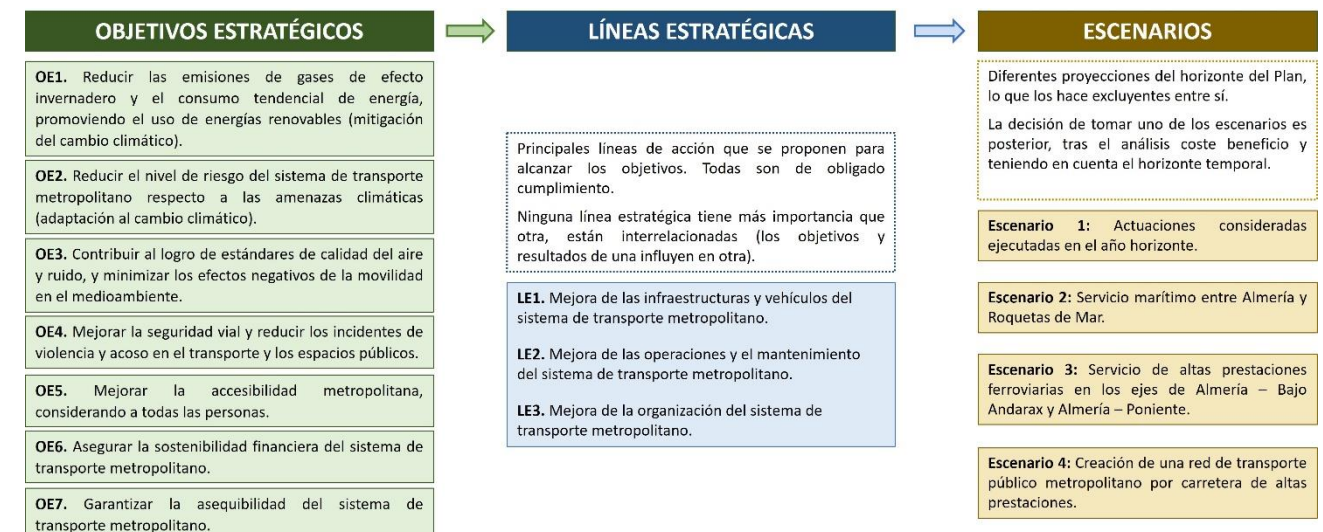 OBJETIVOS ESTRATÉGICOS
OE1. Reducir las emisiones de gases de efecto
invernadero y el consumo tendencial de energía,
promoviendo el uso de energías renovables (mitigación
del cambio climático).
OE2. Reducir el nivel de riesgo del sistema de transporte
metropolitano respecto a las amenazas climáticas
(adaptación al cambio climático).
OE3. Contribuir al logro de estándares de calidad del aire
y ruido, y minimizar los efectos negativos de la movilidad
en el medioambiente.
OE4. Mejorar la seguridad vial y reducir los incidentes de
violencia y acoso en el transporte y los espacios públicos.
OE5. Mejorar la accesibilidad metropolitana,
considerando a todas las personas.
OE6. Asegurar la sostenibilidad financiera del sistema de
transporte metropolitano.
OE7. Garantizar la asequibilidad del sistema de
transporte metropolitano.
LÍNEAS ESTRATÉGICAS
Principales líneas de acción que se proponen para
alcanzar los objetivos. Todas son de obligado
cumplimiento.
Ninguna línea estratégica tiene más importancia que
otra, están interrelacionadas (los objetivos y
resultados de una influyen en otra).
LE1. Mejora de las infraestructuras y vehículos del
sistema de transporte metropolitano.
LE2. Mejora de las operaciones y el mantenimiento
del sistema de transporte metropolitano.
LE3. Mejora de la organización del sistema de
transporte metropolitano.
ESCENARIOS
Diferentes proyecciones del horizonte del Plan,
lo que los hace excluyentes entre sí.
La decisión de tomar uno de los escenarios es
posterior, tras el análisis coste beneficio y
teniendo en cuenta el horizonte temporal.
Escenario 1: Actuaciones consideradas
ejecutadas en el año horizonte.
Escenario 2: Servicio marítimo entre Almería y
Roquetas de Mar.
Escenario 3: Servicio de altas prestaciones
ferroviarias en los ejes de Almería – Bajo
Andarax y Almería – Poniente.
Escenario 4: Creación de una red de transporte
público metropolitano por carretera de altas
prestaciones.